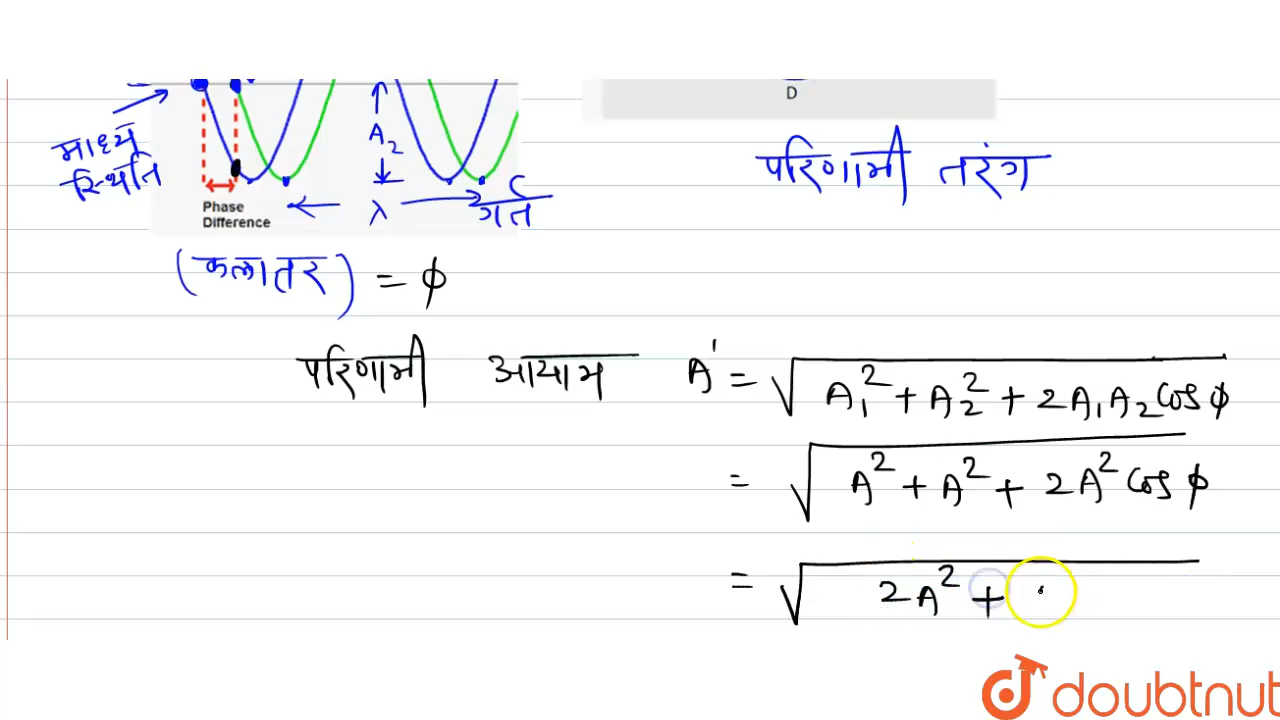 D
माध्य
स्थिति
A₂
परिणामी तरंग
Phase
Difference
λ
गर्त
(कलातर) = ϕ
परिणामी आयाम A' = √A₁² + A₂² + 2A₁A₂ Cos ϕ
= √A² + A² + 2A² Cos ϕ
= √2A² +
doubtnut